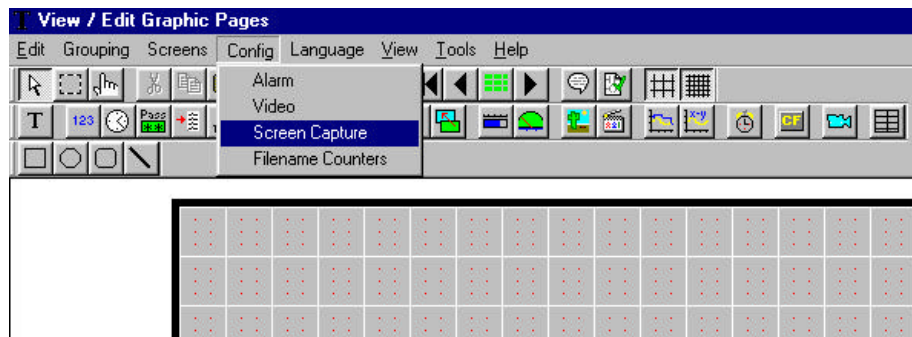 View / Edit Graphic Pages
Edit Grouping Screens Config Language View Tools Help
Alarm
Video
Screen Capture
Filename Counters
T 123 Pass x-y CF